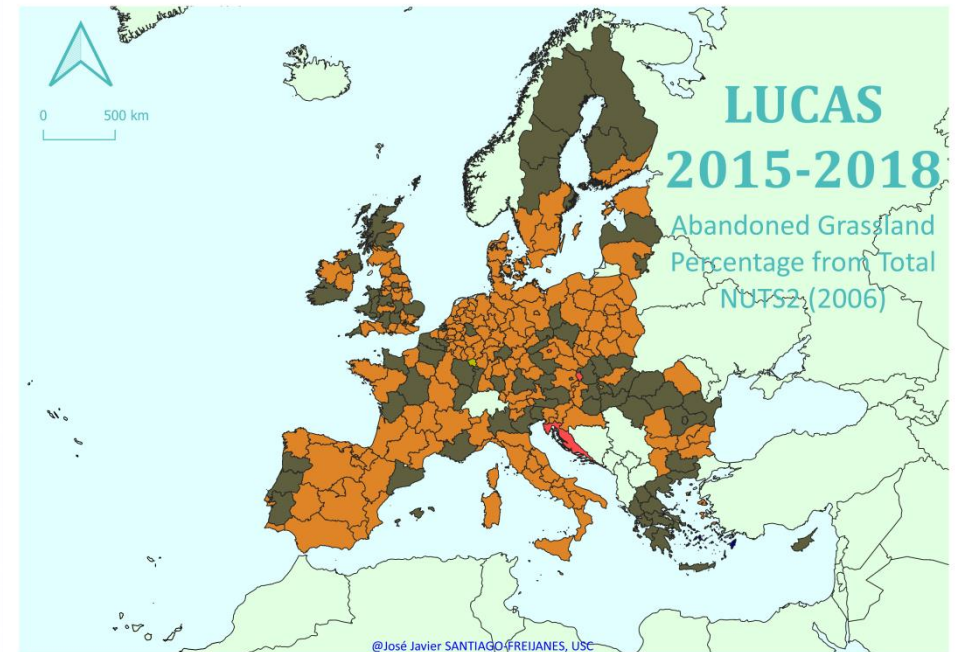 0 500 km
LUCAS
2015-2018
Abandoned Grassland
Percentage from Total
NUTS2 (2006)
@José Javier SANTIAGO-FREIJANES, USC